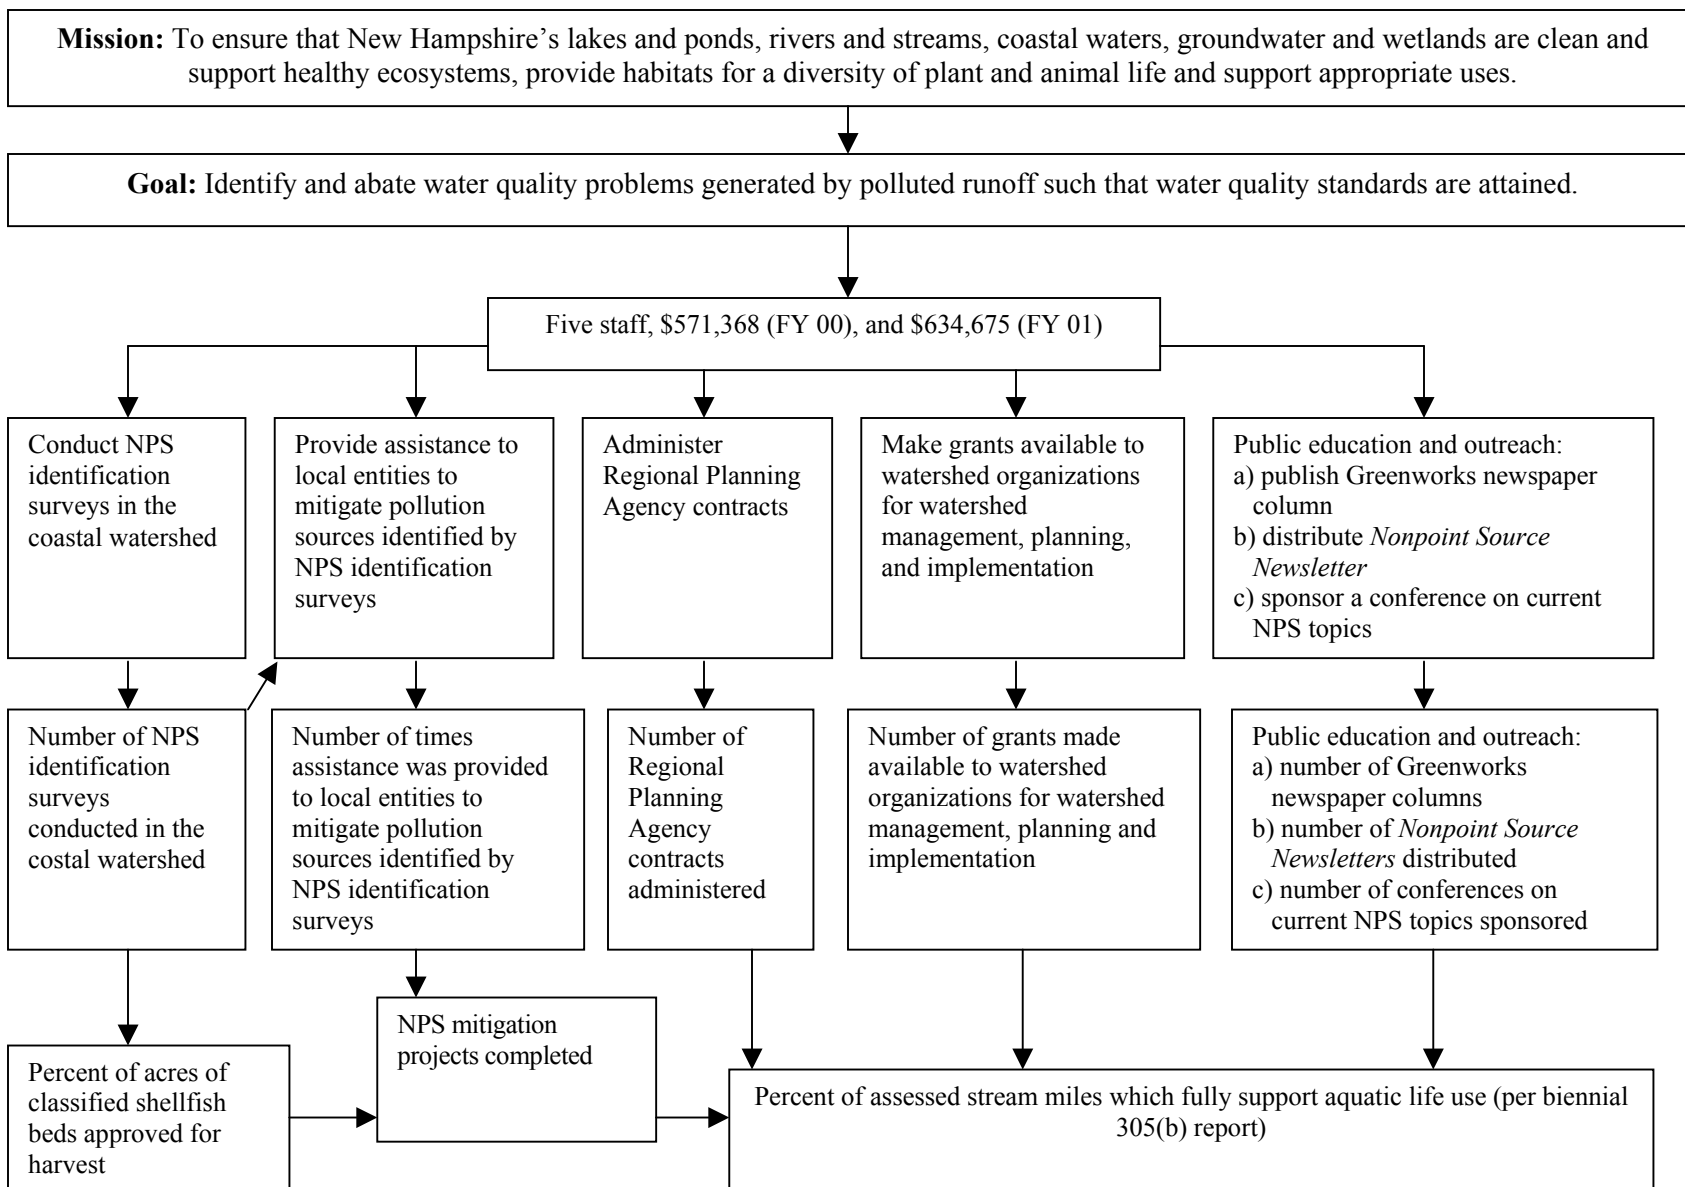 Mission: To ensure that New Hampshire’s lakes and ponds, rivers and streams, coastal waters, groundwater and wetlands are clean and
support healthy ecosystems, provide habitats for a diversity of plant and animal life and support appropriate uses.
Goal: Identify and abate water quality problems generated by polluted runoff such that water quality standards are attained.
Five staff, $571,368 (FY 00), and $634,675 (FY 01)
Conduct NPS
identification
surveys in the
coastal watershed
Provide assistance to
local entities to
mitigate pollution
sources identified by
NPS identification
surveys
Administer
Regional Planning
Agency contracts
Make grants available to
watershed organizations
for watershed
management, planning,
and implementation
Public education and outreach:
a) publish Greenworks newspaper
column
b) distribute Nonpoint Source
Newsletter
c) sponsor a conference on current
NPS topics
Number of NPS
identification
surveys
conducted in the
costal watershed
Number of times
assistance was provided
to local entities to
mitigate pollution
sources identified by
NPS identification
surveys
Number of
Regional
Planning
Agency
contracts
administered
Number of grants made
available to watershed
organizations for watershed
management, planning and
implementation
Public education and outreach:
a) number of Greenworks
newspaper columns
b) number of Nonpoint Source
Newsletters distributed
c) number of conferences on
current NPS topics sponsored
Percent of acres of
classified shellfish
beds approved for
harvest
NPS mitigation
projects completed
Percent of assessed stream miles which fully support aquatic life use (per biennial
305(b) report)